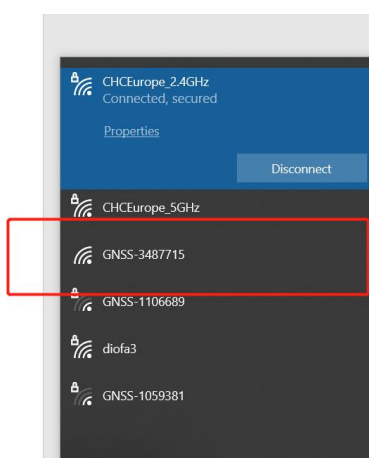 CHCEurope_2.4GHz
Connected, secured
Properties
Disconnect
CHCEurope_5GHz
GNSS-3487715
GNSS-1106689
diofa3
GNSS-1059381